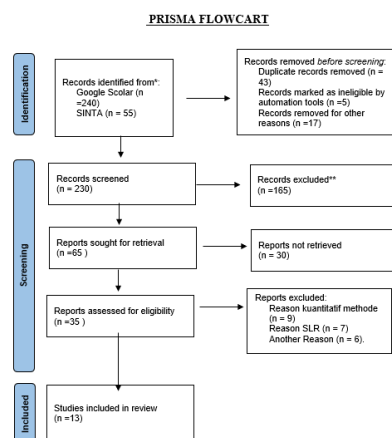 PRISMA FLOWCART
Identification
Records identified from*:
Google Scolar (n
=240)
SINTA (n = 55)
Records removed before screening:
Duplicate records removed (n =
43)
Records marked as ineligible by
automation tools (n =5)
Records removed for other
reasons (n =17)
Screening
Records screened
(n = 230)
Records excluded**
(n =165)
Reports sought for retrieval
(n =65 )
Reports not retrieved
(n = 30)
Reports assessed for eligibility
(n =35 )
Reports excluded:
Reason kuantitatif methode
(n = 9)
Reason SLR (n = 7)
Another Reason (n = 6).
Included
Studies included in review
(n =13)